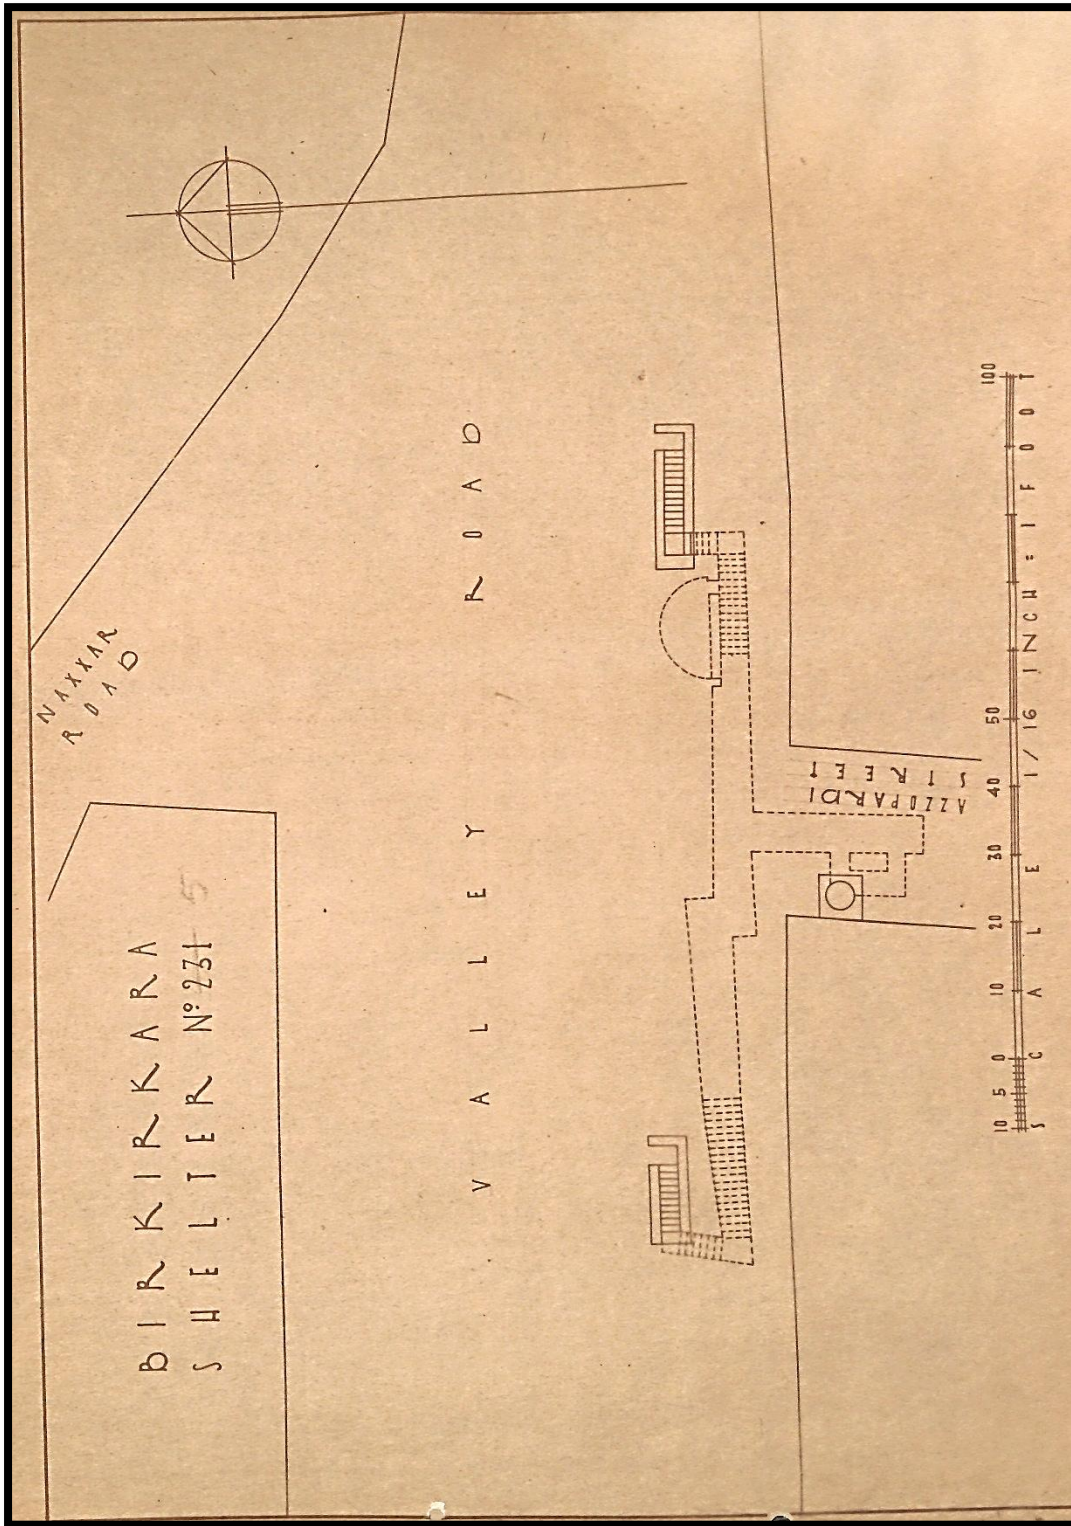 BIRKIRKARA
SHELTER Nº 231 5
NAXXAR
ROAD
VALLEY ROAD
AZZOPARDI
STREET
10 5 0 10 20 30 40 50 100
SCALE 1/16 INCH = 1 FOOT